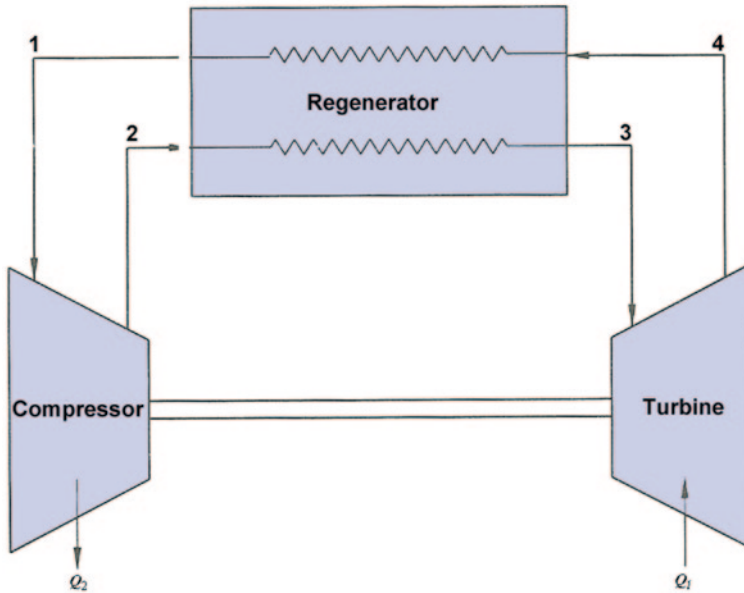 1
4
Regenerator
2
3
Compressor
Turbine
Q2
Q1